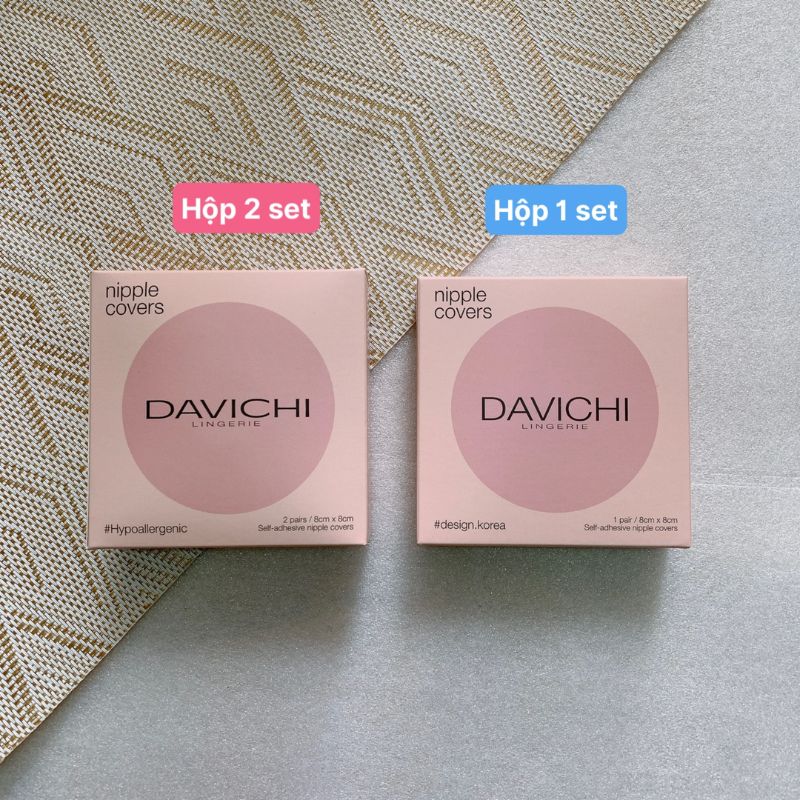 Hộp 2 set
Hộp 1 set
nipple
covers
DAVICHI
LINGERIE
#Hypoallergenic
2 pairs / 8cm x 8cm
Self-adhesive nipple covers
nipple
covers
DAVICHI
LINGERIE
#design.korea
1 pair / 8cm x 8cm
Self-adhesive nipple covers